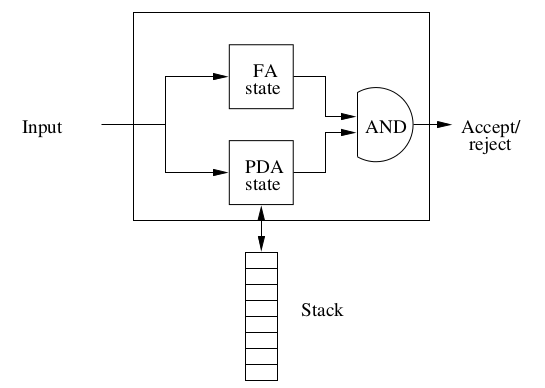 FA
state
Input
AND
Accept/
reject
PDA
state
Stack